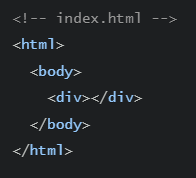 <!-- index.html -->
<html>
  <body>
    <div></div>
  </body>
</html>